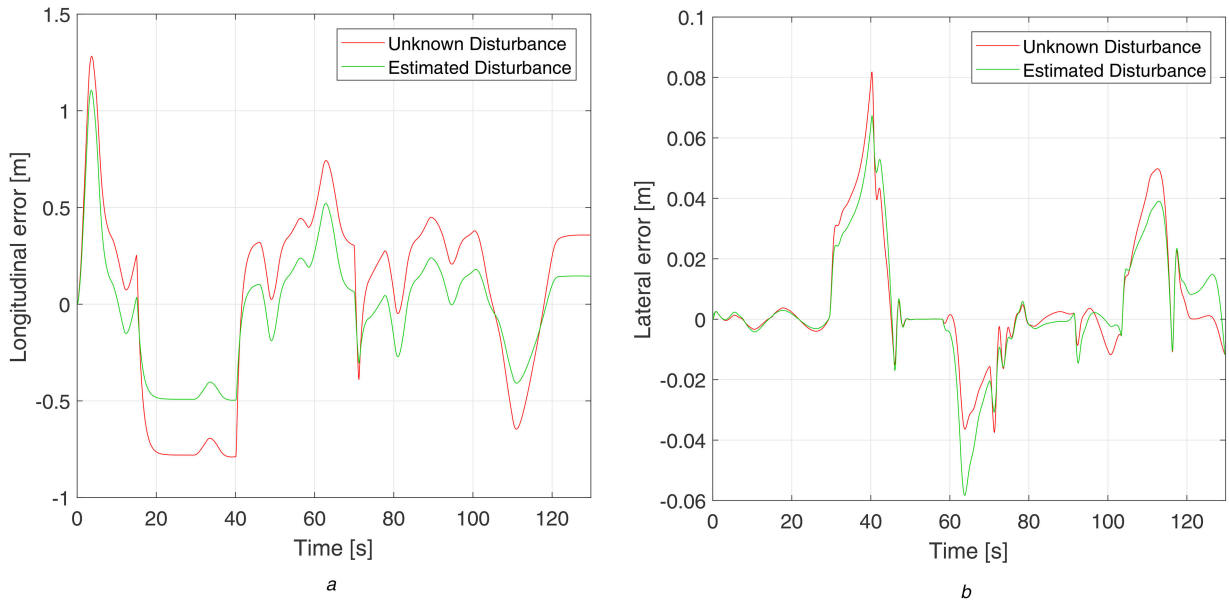 1.5
1
0.5
0
-0.5
-1
Longitudinal error [m]
Unknown Disturbance
Estimated Disturbance
0 20 40 60 80 100 120
Time [s]
a
0.1
0.08
0.06
0.04
0.02
0
-0.02
-0.04
-0.06
Lateral error [m]
Unknown Disturbance
Estimated Disturbance
0 20 40 60 80 100 120
Time [s]
b